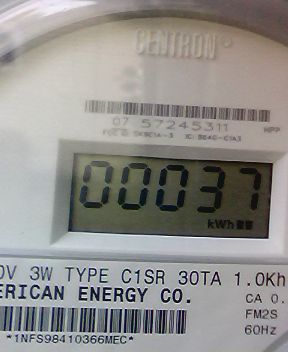 CENTRON®
07 57245311
HPP
00037
kWh
0V 3W TYPE C1SR 30TA 1.0Kh
ERICAN ENERGY CO.
CA 0.
FM2S
60Hz
*1NFS98410366MEC*